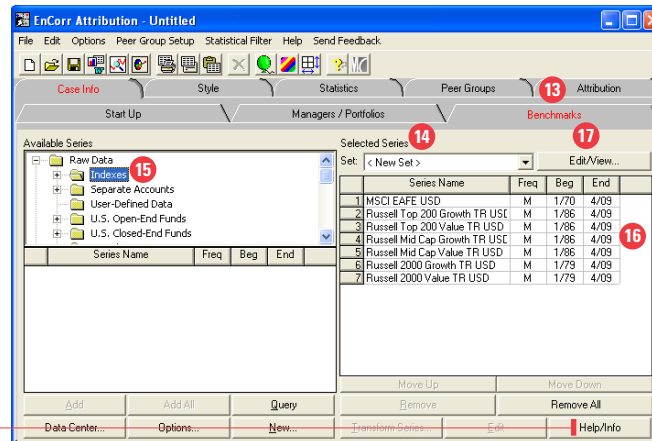 EnCorr Attribution - Untitled
File Edit Options Peer Group Setup Statistical Filter Help Send Feedback
Case Info Style Statistics Peer Groups 13 Attribution
Start Up Managers / Portfolios Benchmarks
Available Series
Raw Data
Indexes 15
Separate Accounts
User-Defined Data
U.S. Open-End Funds
U.S. Closed-End Funds
Series Name Freq Beg End
Selected Series 14 17
Set: < New Set > Edit/View...
Series Name Freq Beg End
1 MSCI EAFE USD M 1/70 4/09
2 Russell Top 200 Growth TR USD M 1/86 4/09
3 Russell Top 200 Value TR USD M 1/86 4/09
4 Russell Mid Cap Growth TR USD M 1/86 4/09
5 Russell Mid Cap Value TR USD M 1/86 4/09
6 Russell 2000 Growth TR USD M 1/79 4/09
7 Russell 2000 Value TR USD M 1/79 4/09
16
Move Up Move Down
Add Add All Query Remove Remove All
Data Center... Options... New... Transform Series... Edit Help/Info